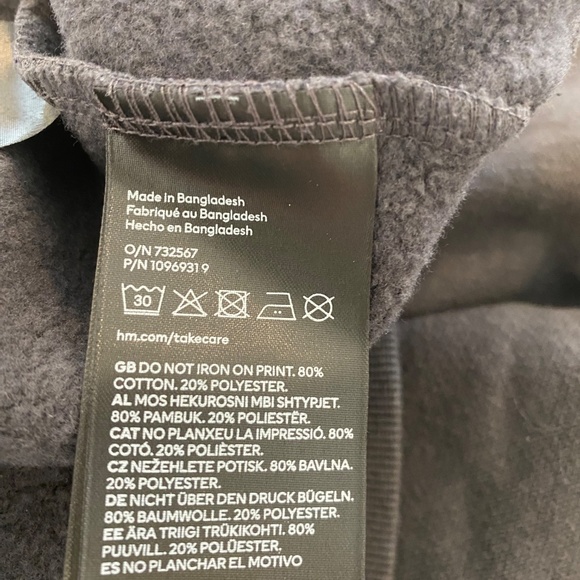 Made in Bangladesh
Fabriqué au Bangladesh
Hecho en Bangladesh
O/N 732567
P/N 1096931 9
30
hm.com/takecare
GB DO NOT IRON ON PRINT. 80%
COTTON. 20% POLYESTER.
AL MOS HEKUROSNI MBI SHTYPJET.
80% PAMBUK. 20% POLIESTËR.
CAT NO PLANXEU LA IMPRESSIÓ. 80%
COTÓ. 20% POLIÈSTER.
CZ NEŽEHLETE POTISK. 80% BAVLNA.
20% POLYESTER.
DE NICHT ÜBER DEN DRUCK BÜGELN.
80% BAUMWOLLE. 20% POLYESTER.
EE ÄRA TRIIGI TRÜKIKOHTI. 80%
PUUVILL. 20% POLÜESTER.
ES NO PLANCHAR EL MOTIVO